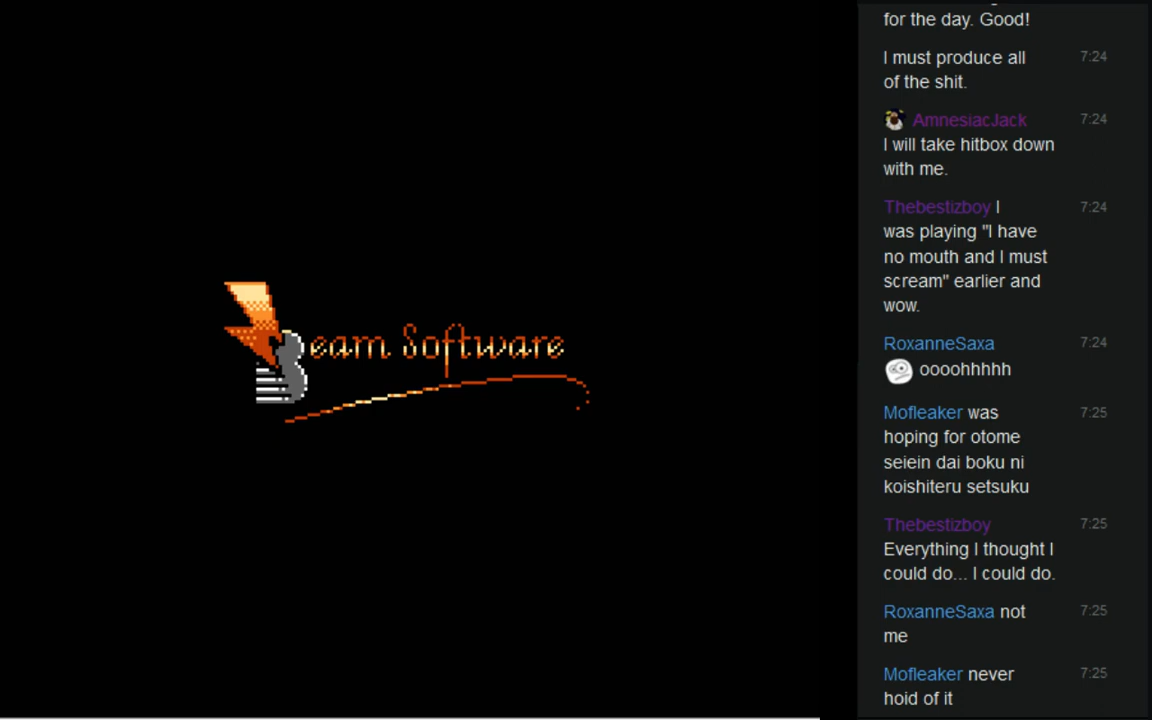 for the day. Good!
I must produce all 7:24
of the shit.
AmnesiacJack 7:24
I will take hitbox down
with me.
Thebestizboy I 7:24
was playing "I have
no mouth and I must
scream" earlier and
wow.
RoxanneSaxa 7:24
oooohhhhh
Mofleaker was 7:25
hoping for otome
seiein dai boku ni
koishiteru setsuku
Thebestizboy 7:25
Everything I thought I
could do... I could do.
RoxanneSaxa not 7:25
me
Mofleaker never 7:25
hoid of it
Beam Software